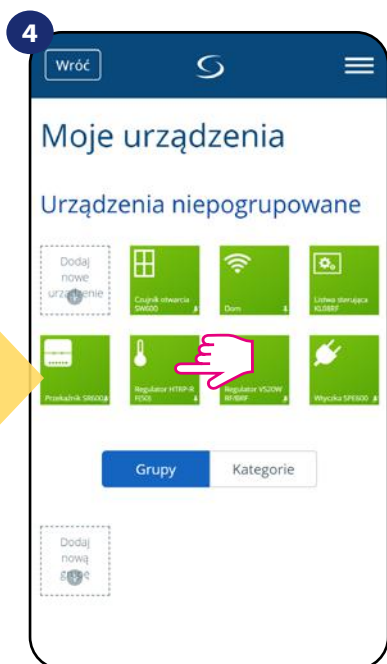 4
Wróć
Moje urządzenia
Urządzenia niepogrupowane
Dodaj
nowe
urządzenie
Czujnik otwarcia
SW600
Dom
Listwa sterująca
KL08RF
Przekaźnik SR600
Regulator HTRP-R
F(50)
Regulator VS20W
RF/BRF
Wtyczka SPE600
Grupy
Kategorie
Dodaj
nową
grupę